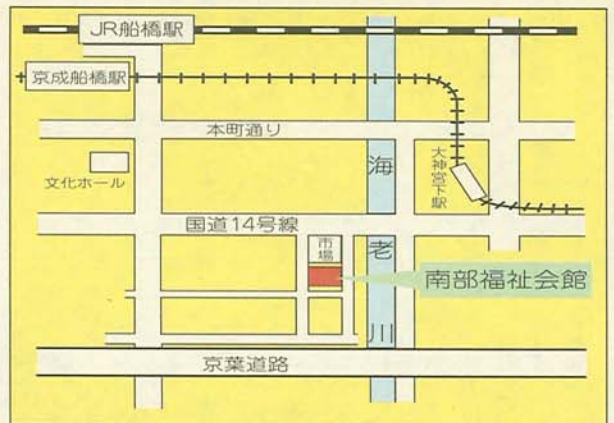 JR船橋駅
京成船橋駅
本町通り
文化ホール
海老川
大神宮下駅
国道14号線
市場
南部福祉会館
京葉道路